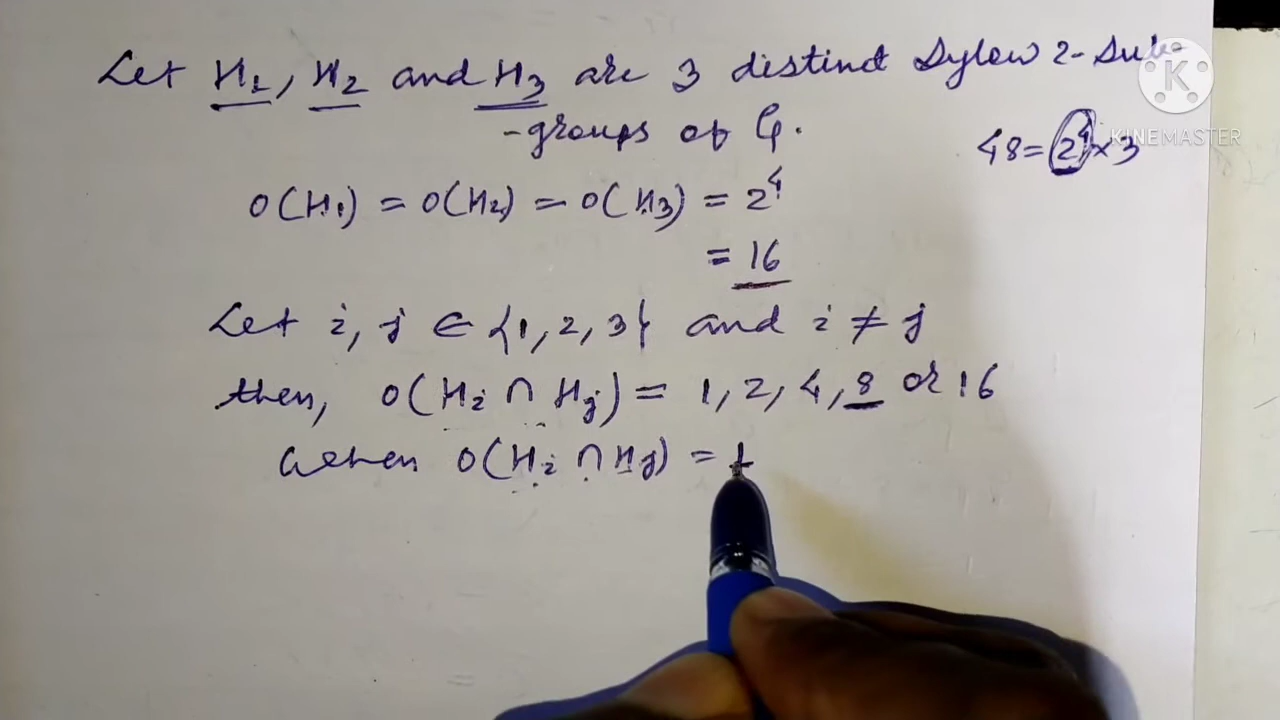 Let H1, H2 and H3 are 3 distinct Sylow 2-Sub-
-groups of G.
48 = 2⁴ × 3
O(H1) = O(H2) = O(H3) = 2⁴
= 16
Let i, j ∈ {1, 2, 3} and i ≠ j
then, O(Hi ∩ Hj) = 1, 2, 4, 8 or 16
When O(Hi ∩ Hj) = 1
K
KINEMASTER